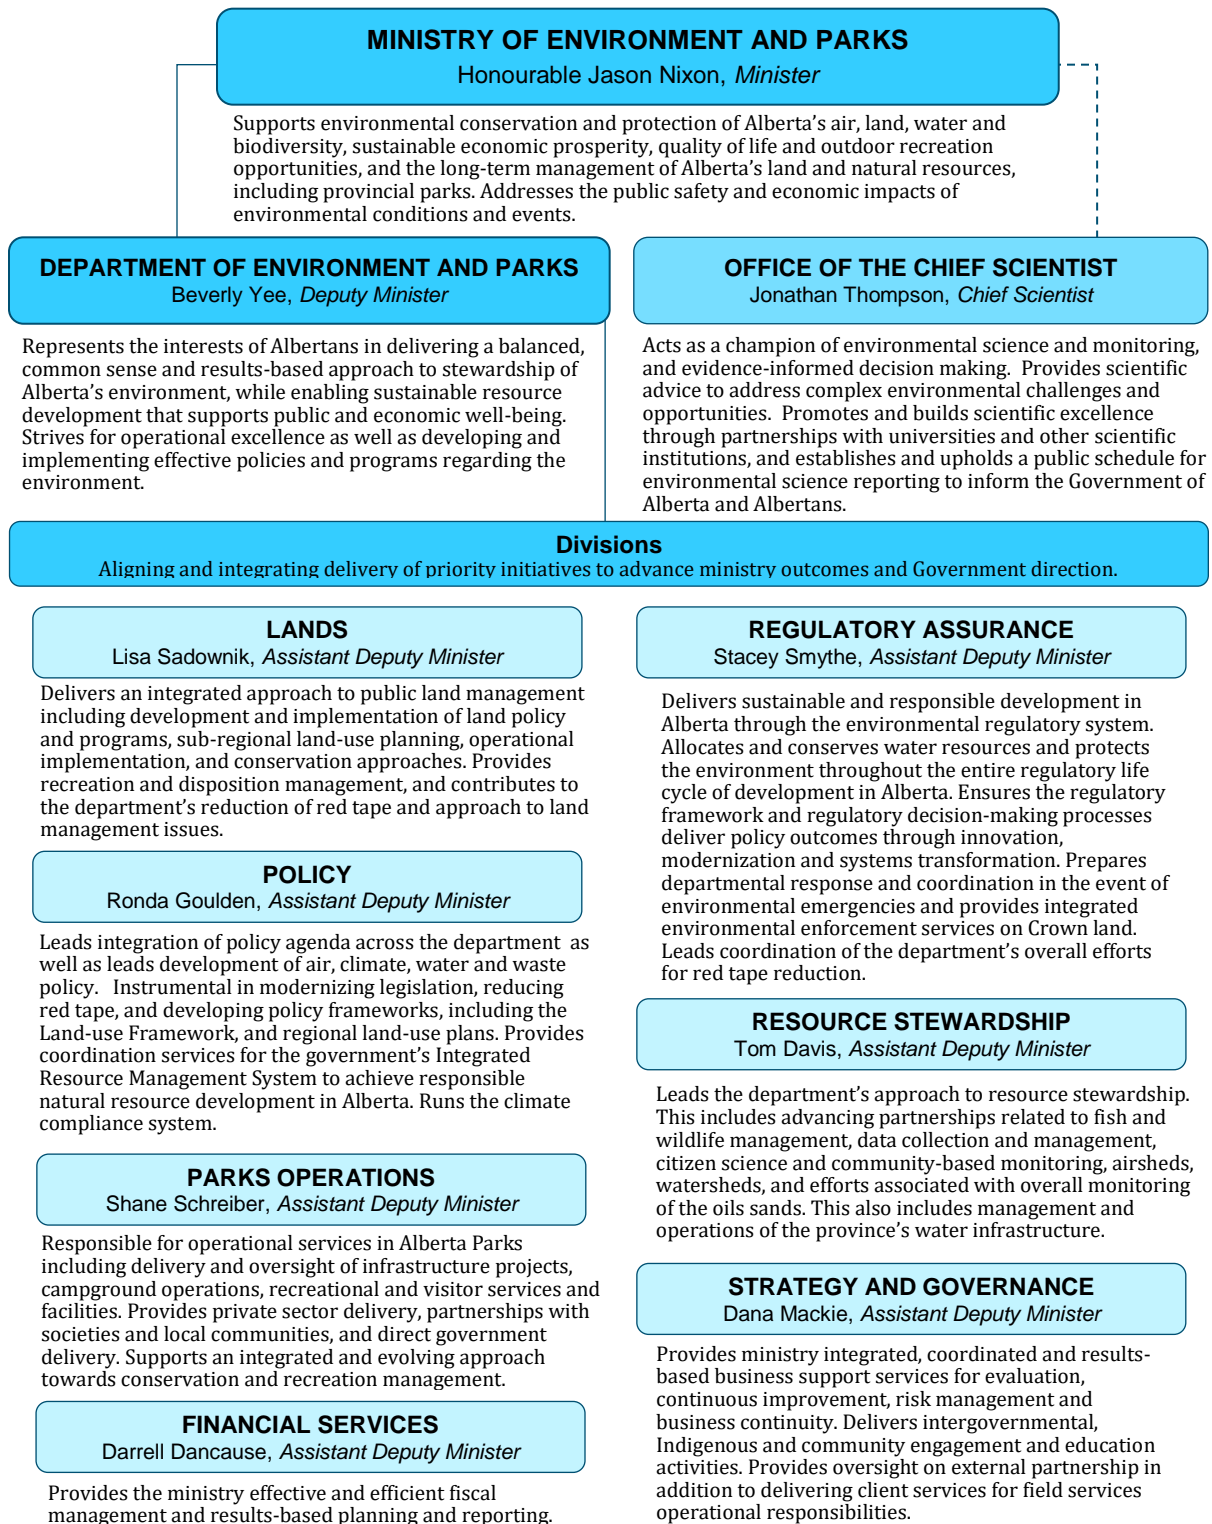 MINISTRY OF ENVIRONMENT AND PARKS
Honourable Jason Nixon, Minister
Supports environmental conservation and protection of Alberta’s air, land, water and
biodiversity, sustainable economic prosperity, quality of life and outdoor recreation
opportunities, and the long-term management of Alberta’s land and natural resources,
including provincial parks. Addresses the public safety and economic impacts of
environmental conditions and events.
DEPARTMENT OF ENVIRONMENT AND PARKS
Beverly Yee, Deputy Minister
Represents the interests of Albertans in delivering a balanced,
common sense and results-based approach to stewardship of
Alberta’s environment, while enabling sustainable resource
development that supports public and economic well-being.
Strives for operational excellence as well as developing and
implementing effective policies and programs regarding the
environment.
OFFICE OF THE CHIEF SCIENTIST
Jonathan Thompson, Chief Scientist
Acts as a champion of environmental science and monitoring,
and evidence-informed decision making.  Provides scientific
advice to address complex environmental challenges and
opportunities.  Promotes and builds scientific excellence
through partnerships with universities and other scientific
institutions, and establishes and upholds a public schedule for
environmental science reporting to inform the Government of
Alberta and Albertans.
Divisions
Aligning and integrating delivery of priority initiatives to advance ministry outcomes and Government direction.
LANDS
Lisa Sadownik, Assistant Deputy Minister
Delivers an integrated approach to public land management
including development and implementation of land policy
and programs, sub-regional land-use planning, operational
implementation, and conservation approaches. Provides
recreation and disposition management, and contributes to
the department’s reduction of red tape and approach to land
management issues.
POLICY
Ronda Goulden, Assistant Deputy Minister
Leads integration of policy agenda across the department  as
well as leads development of air, climate, water and waste
policy.   Instrumental in modernizing legislation, reducing
red tape, and developing policy frameworks, including the
Land-use Framework, and regional land-use plans. Provides
coordination services for the government’s Integrated
Resource Management System to achieve responsible
natural resource development in Alberta. Runs the climate
compliance system.
PARKS OPERATIONS
Shane Schreiber, Assistant Deputy Minister
Responsible for operational services in Alberta Parks
including delivery and oversight of infrastructure projects,
campground operations, recreational and visitor services and
facilities. Provides private sector delivery, partnerships with
societies and local communities, and direct government
delivery. Supports an integrated and evolving approach
towards conservation and recreation management.
FINANCIAL SERVICES
Darrell Dancause, Assistant Deputy Minister
Provides the ministry effective and efficient fiscal
management and results-based planning and reporting.
REGULATORY ASSURANCE
Stacey Smythe, Assistant Deputy Minister
Delivers sustainable and responsible development in
Alberta through the environmental regulatory system.
Allocates and conserves water resources and protects
the environment throughout the entire regulatory life
cycle of development in Alberta. Ensures the regulatory
framework and regulatory decision-making processes
deliver policy outcomes through innovation,
modernization and systems transformation. Prepares
departmental response and coordination in the event of
environmental emergencies and provides integrated
environmental enforcement services on Crown land.
Leads coordination of the department’s overall efforts
for red tape reduction.
RESOURCE STEWARDSHIP
Tom Davis, Assistant Deputy Minister
Leads the department’s approach to resource stewardship.
This includes advancing partnerships related to fish and
wildlife management, data collection and management,
citizen science and community-based monitoring, airsheds,
watersheds, and efforts associated with overall monitoring
of the oils sands. This also includes management and
operations of the province’s water infrastructure.
STRATEGY AND GOVERNANCE
Dana Mackie, Assistant Deputy Minister
Provides ministry integrated, coordinated and results-
based business support services for evaluation,
continuous improvement, risk management and
business continuity. Delivers intergovernmental,
Indigenous and community engagement and education
activities. Provides oversight on external partnership in
addition to delivering client services for field services
operational responsibilities.